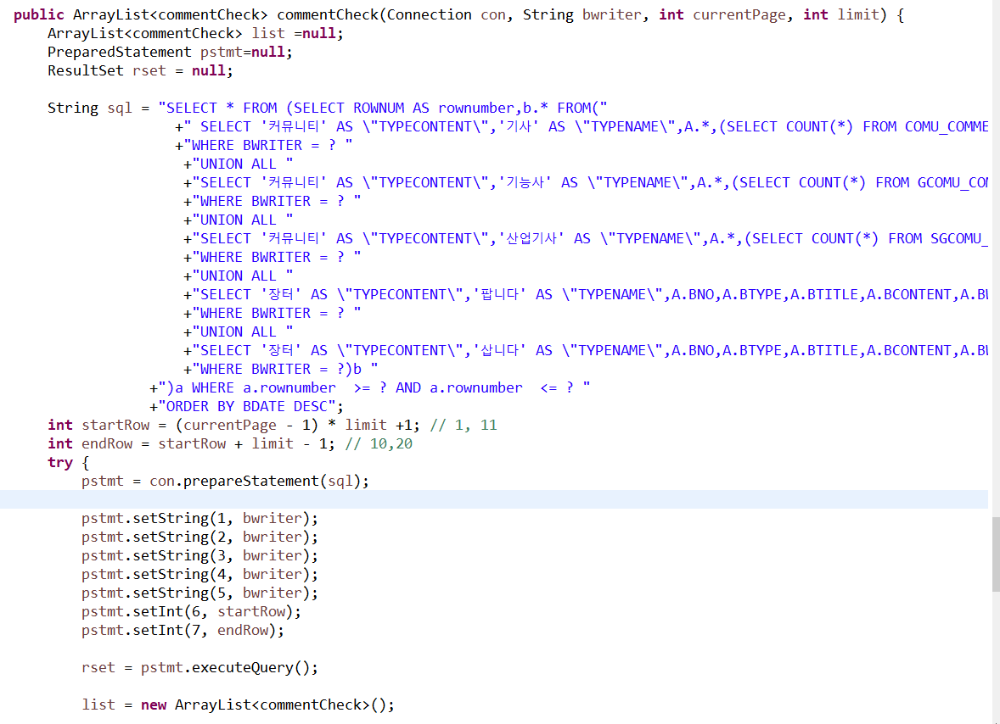 public ArrayList<commentCheck> commentCheck(Connection con, String bwriter, int currentPage, int limit) {
ArrayList<commentCheck> list =null;
PreparedStatement pstmt=null;
ResultSet rset = null;
String sql = "SELECT * FROM (SELECT ROWNUM AS rownumber,b.* FROM("
+" SELECT '커뮤니티' AS \"TYPECONTENT\",'기사' AS \"TYPENAME\",A.*,(SELECT COUNT(*) FROM COMU_COMME
+"WHERE BWRITER = ? "
+"UNION ALL "
+"SELECT '커뮤니티' AS \"TYPECONTENT\",'기능사' AS \"TYPENAME\",A.*,(SELECT COUNT(*) FROM GCOMU_CO
+"WHERE BWRITER = ? "
+"UNION ALL "
+"SELECT '커뮤니티' AS \"TYPECONTENT\",'산업기사' AS \"TYPENAME\",A.*,(SELECT COUNT(*) FROM SGCOMU_
+"WHERE BWRITER = ? "
+"UNION ALL "
+"SELECT '장터' AS \"TYPECONTENT\",'팝니다' AS \"TYPENAME\",A.BNO,A.BTYPE,A.BTITLE,A.BCONTENT,A.B
+"WHERE BWRITER = ? "
+"UNION ALL "
+"SELECT '장터' AS \"TYPECONTENT\",'삽니다' AS \"TYPENAME\",A.BNO,A.BTYPE,A.BTITLE,A.BCONTENT,A.B
+"WHERE BWRITER = ?)b "
+")a WHERE a.rownumber  >= ? AND a.rownumber  <= ? "
+"ORDER BY BDATE DESC";
int startRow = (currentPage - 1) * limit +1; // 1, 11
int endRow = startRow + limit - 1; // 10,20
try {
pstmt = con.prepareStatement(sql);
pstmt.setString(1, bwriter);
pstmt.setString(2, bwriter);
pstmt.setString(3, bwriter);
pstmt.setString(4, bwriter);
pstmt.setString(5, bwriter);
pstmt.setInt(6, startRow);
pstmt.setInt(7, endRow);
rset = pstmt.executeQuery();
list = new ArrayList<commentCheck>();